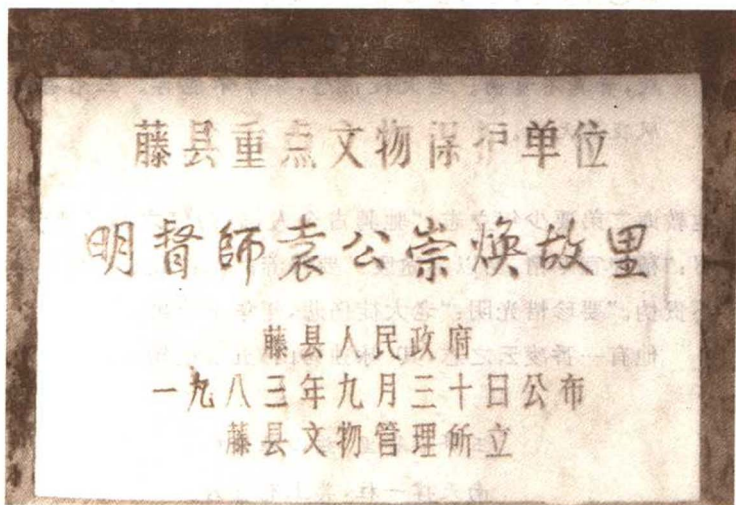 藤县重点文物保护单位
明督師袁公崇焕故里
藤县人民政府
一九八三年九月三十日公布
藤县文物管理所立